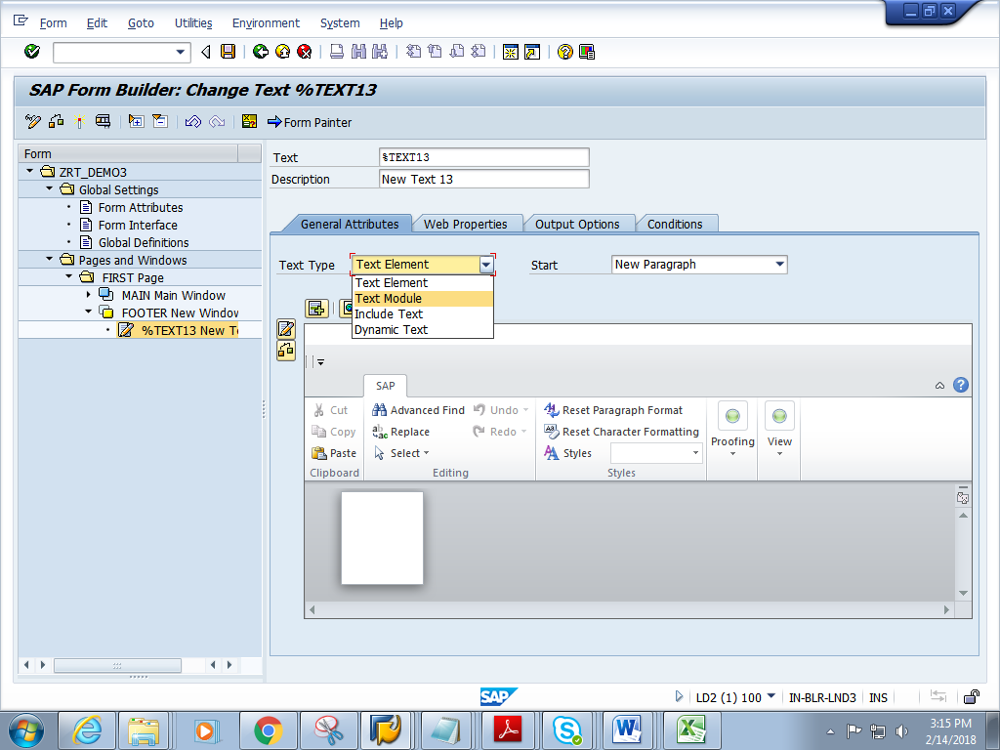 Form Edit Goto Utilities Environment System Help
SAP Form Builder: Change Text %TEXT13
Form Painter
Form
ZRT_DEMO3
Global Settings
Form Attributes
Form Interface
Global Definitions
Pages and Windows
FIRST Page
MAIN Main Window
FOOTER New Window
%TEXT13 New Te
Text %TEXT13
Description New Text 13
General Attributes Web Properties Output Options Conditions
Text Type Text Element Start New Paragraph
Text Element
Text Module
Include Text
Dynamic Text
SAP
Cut Advanced Find Undo Reset Paragraph Format
Copy Replace Redo Reset Character Formatting
Paste Select Styles Proofing View
Clipboard Editing Styles
SAP LD2 (1) 100 IN-BLR-LND3 INS
3:15 PM
2/14/2018